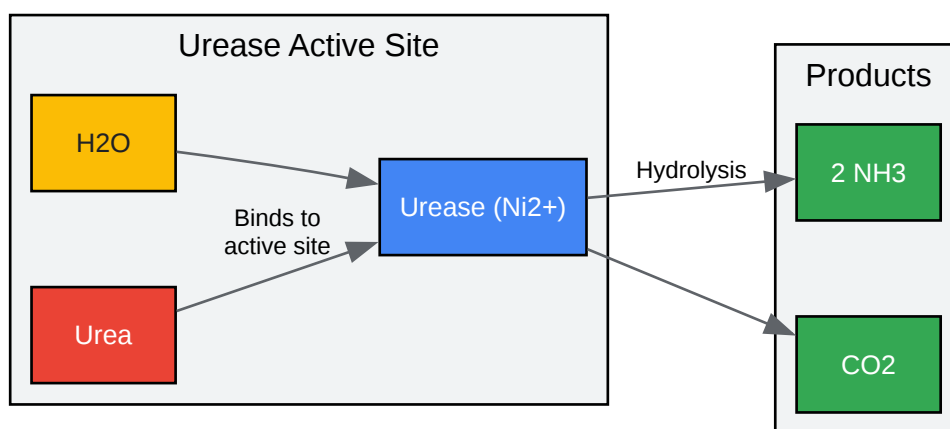 Urease Active Site
H2O
Binds to
active site
Urea
Urease (Ni2+)
Hydrolysis
Products
2 NH3
CO2